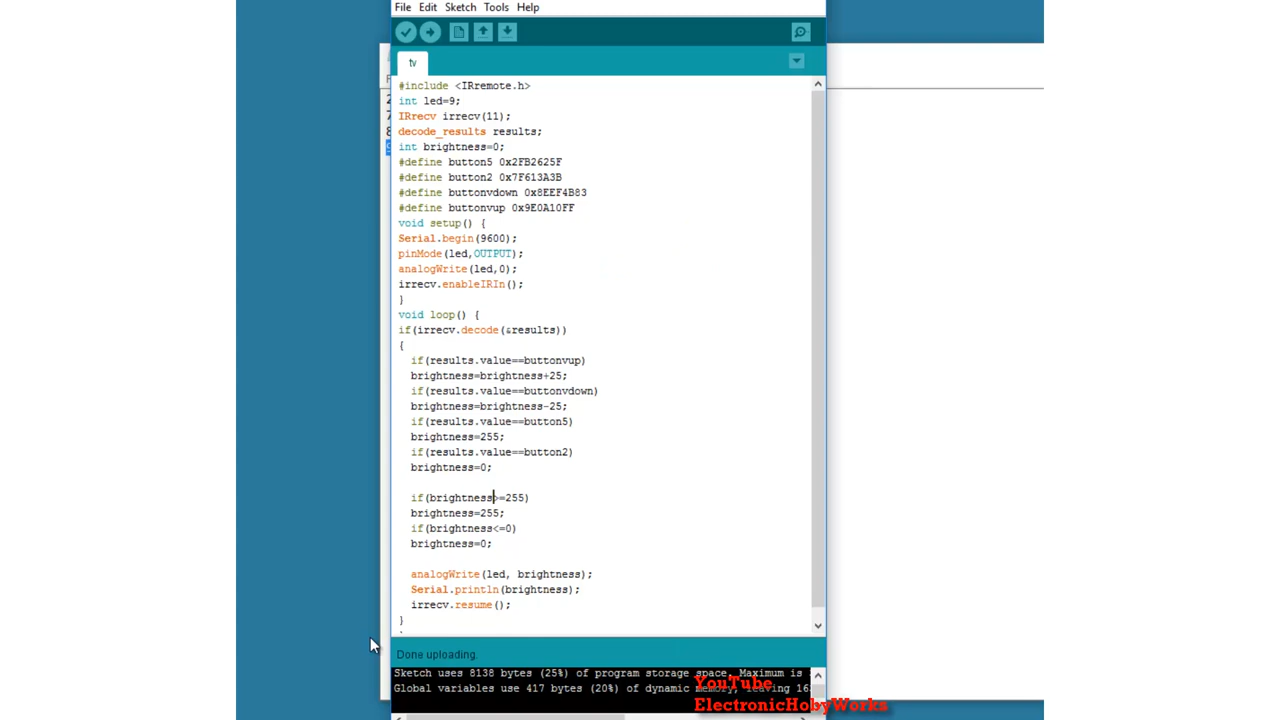 File Edit Sketch Tools Help
tv
#include <IRremote.h>
int led=9;
IRrecv irrecv(11);
decode_results results;
int brightness=0;
#define button5 0x2FB2625F
#define button2 0x7F613A3B
#define buttonvdown 0x8EEF4B83
#define buttonvup 0x9E0A10FF
void setup() {
Serial.begin(9600);
pinMode(led,OUTPUT);
analogWrite(led,0);
irrecv.enableIRIn();
}
void loop() {
if(irrecv.decode(&results))
{
if(results.value==buttonvup)
brightness=brightness+25;
if(results.value==buttonvdown)
brightness=brightness-25;
if(results.value==button5)
brightness=255;
if(results.value==button2)
brightness=0;
if(brightness>=255)
brightness=255;
if(brightness<=0)
brightness=0;
analogWrite(led, brightness);
Serial.println(brightness);
irrecv.resume();
}
Done uploading.
Sketch uses 8138 bytes (25%) of program storage space. Maximum is
Global variables use 417 bytes (20%) of dynamic memory, leaving 16
YouTube
ElectronicHobyWorks